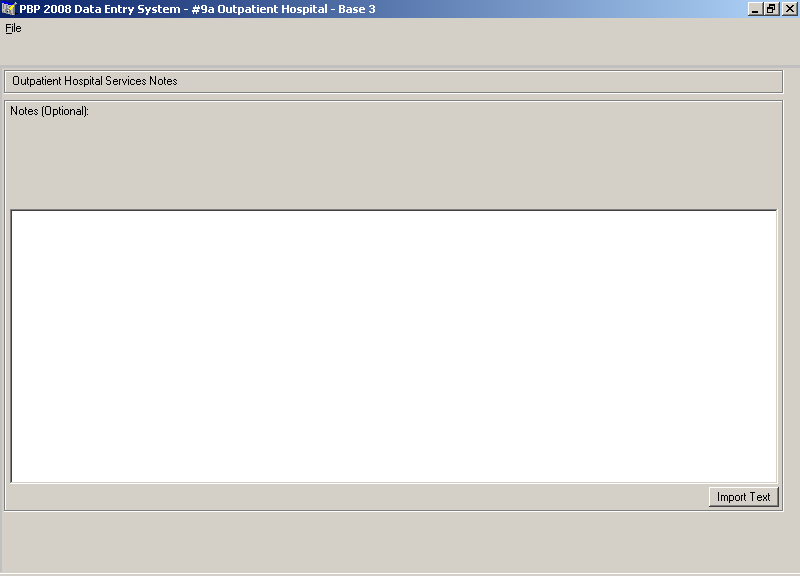 PBP 2008 Data Entry System - #9a Outpatient Hospital - Base 3
File
Outpatient Hospital Services Notes
Notes (Optional):
Import Text